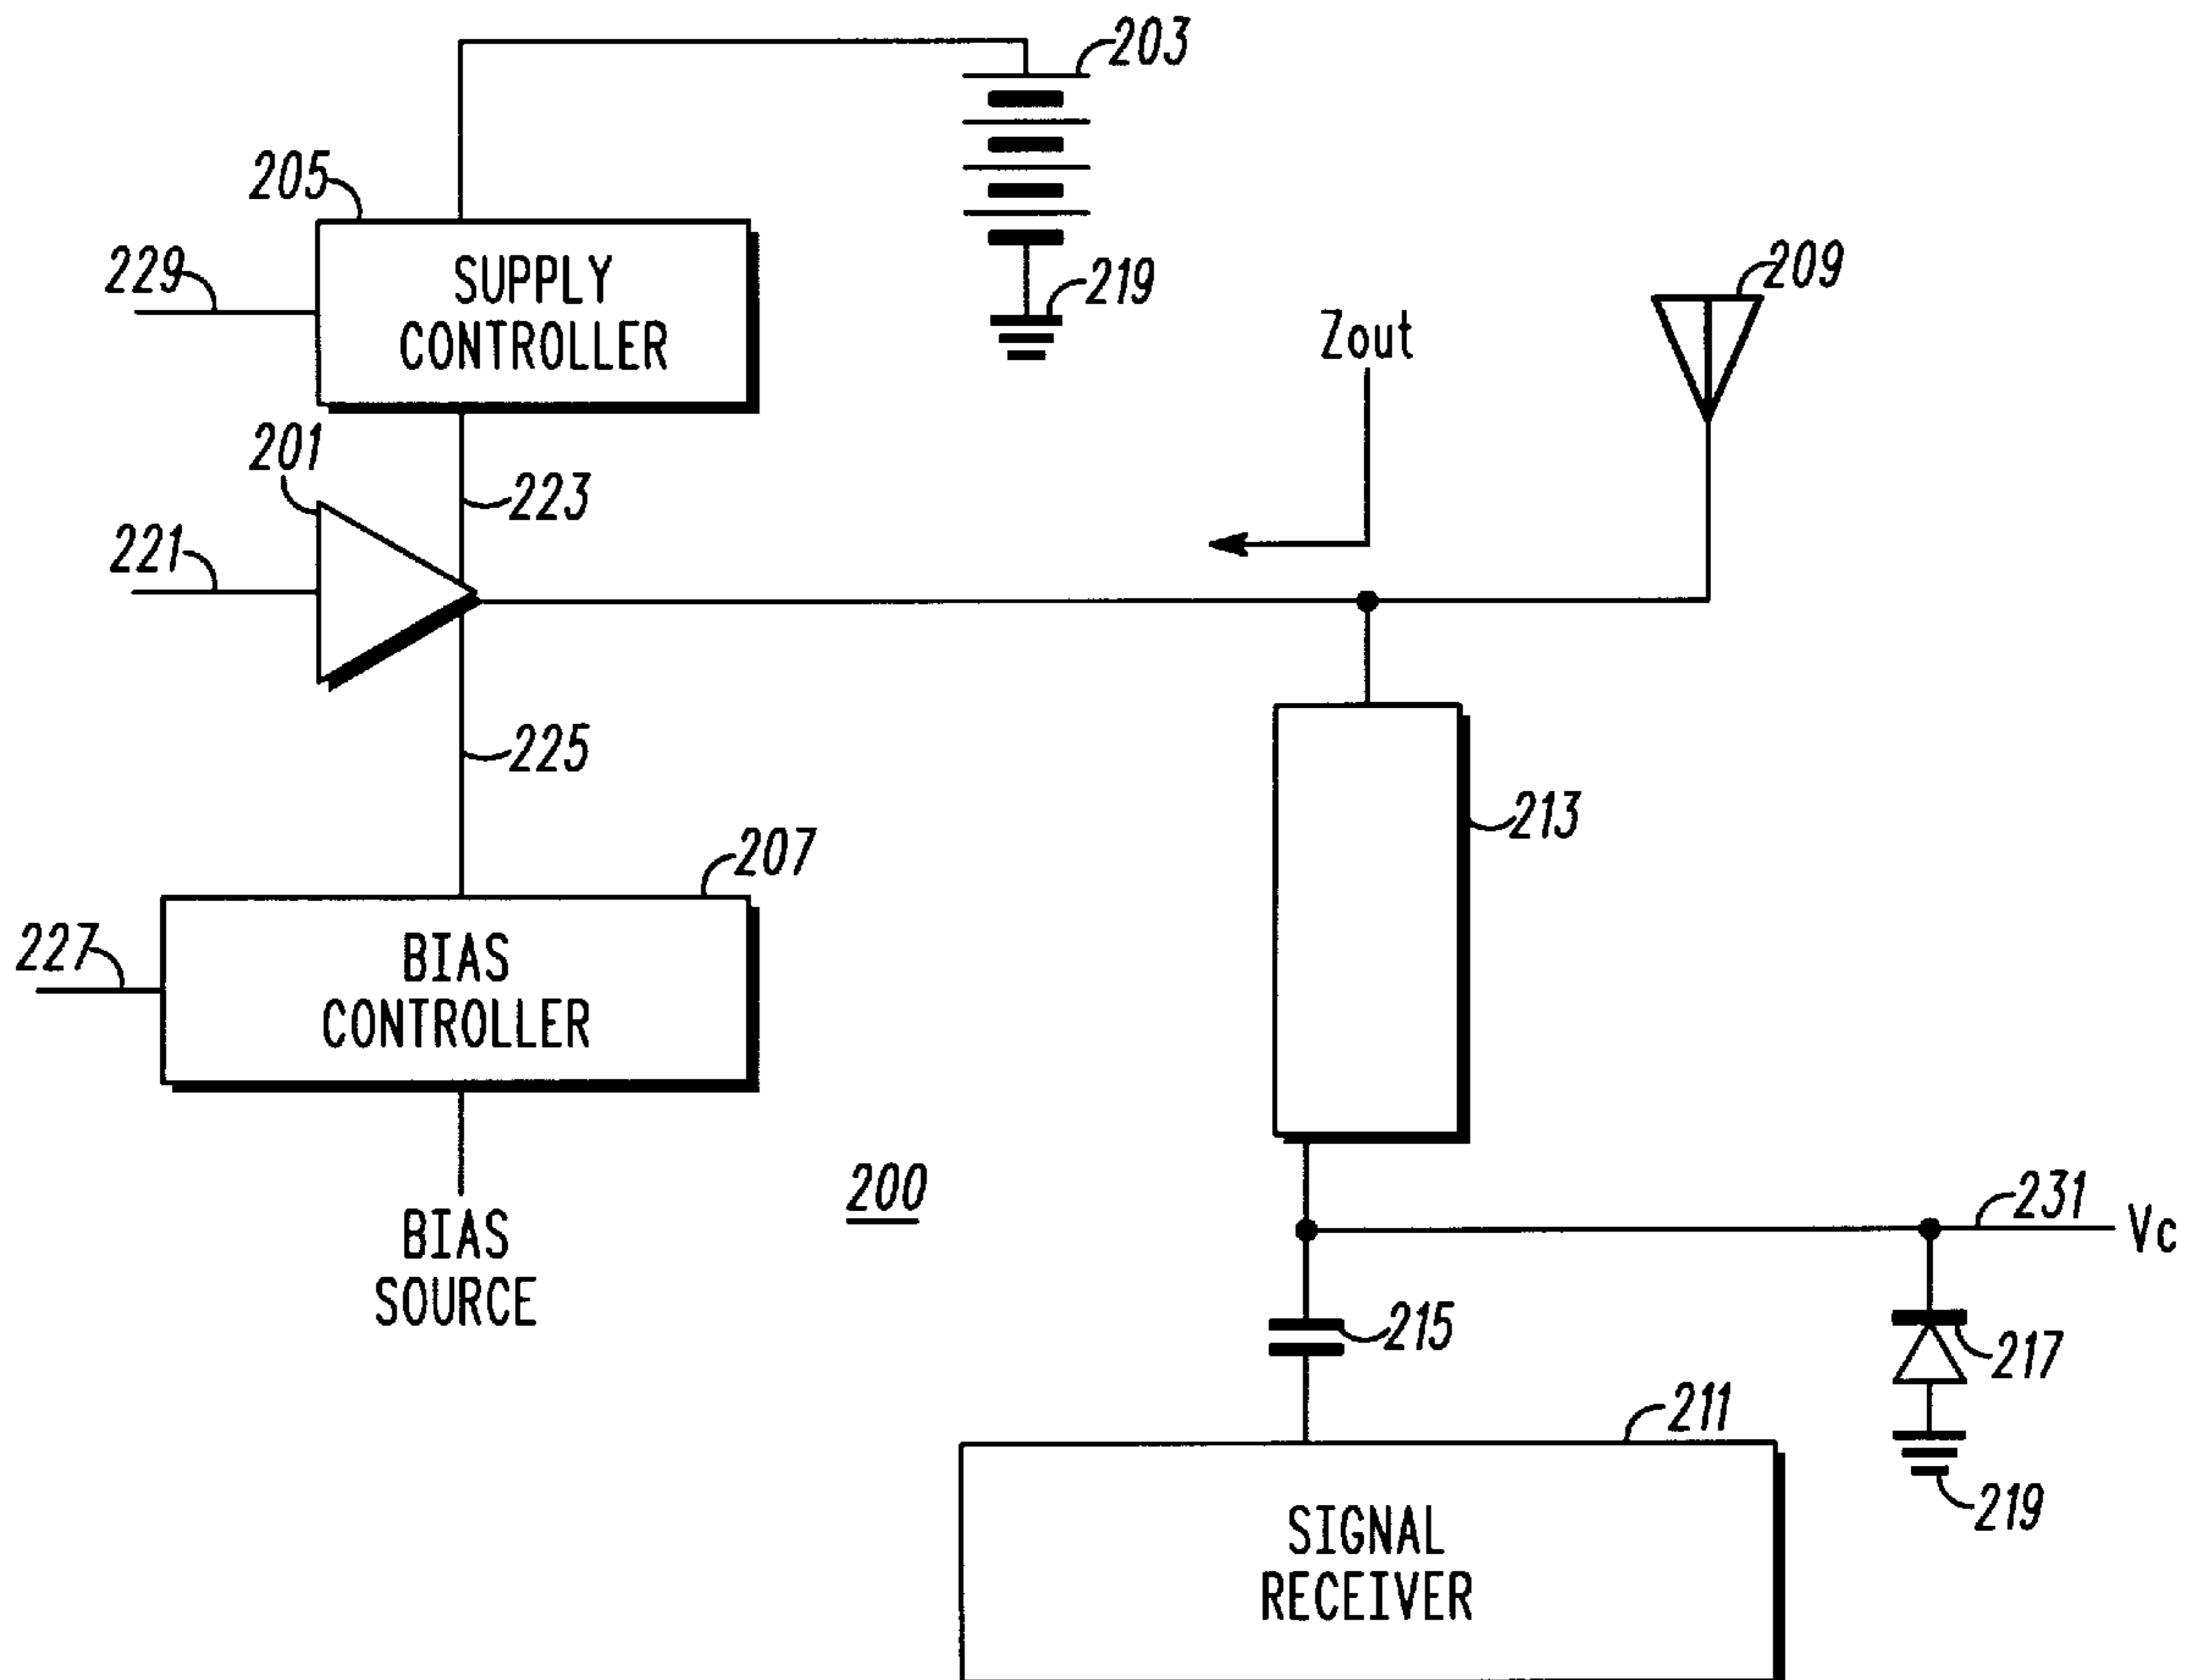 203
205
SUPPLY
CONTROLLER
229
219
209
Zout
201
223
221
225
213
207
BIAS
CONTROLLER
227
200
231
Vc
BIAS
SOURCE
215
217
211
219
SIGNAL
RECEIVER